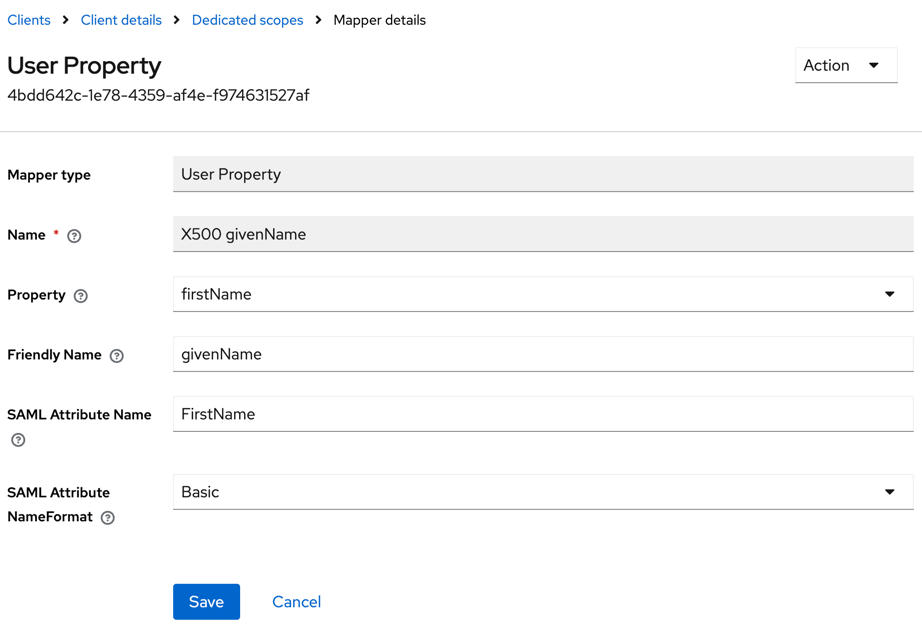 Clients > Client details > Dedicated scopes > Mapper details
User Property
Action
4bdd642c-1e78-4359-af4e-f974631527af
Mapper type
User Property
Name *
X500 givenName
Property
firstName
Friendly Name
givenName
SAML Attribute Name
FirstName
SAML Attribute
NameFormat
Basic
Save
Cancel